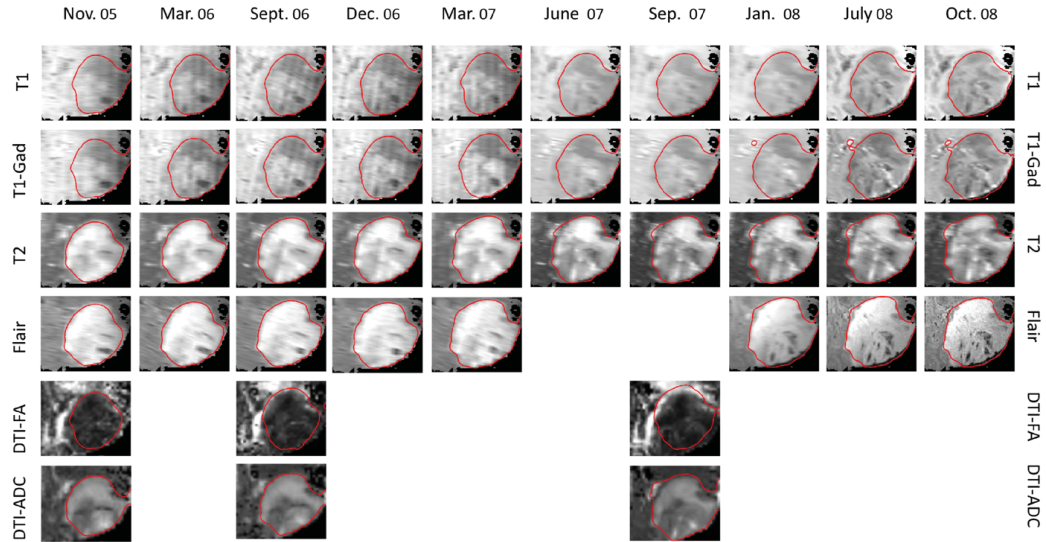 Nov. 05 Mar. 06 Sept. 06 Dec. 06 Mar. 07 June 07 Sep. 07 Jan. 08 July 08 Oct. 08
T1 T1
T1-Gad T1-Gad
T2 T2
Flair Flair
DTI-FA DTI-FA
DTI-ADC DTI-ADC